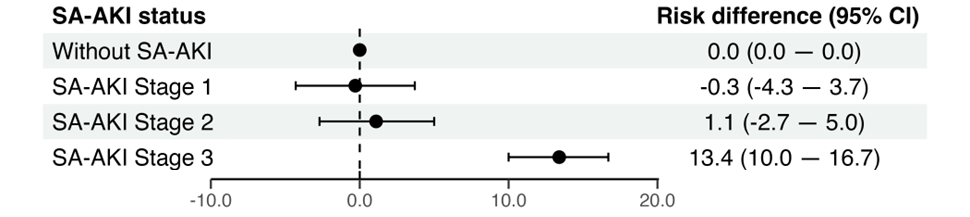 SA-AKI status Risk difference (95% CI)
Without SA-AKI 0.0 (0.0 — 0.0)
SA-AKI Stage 1 -0.3 (-4.3 — 3.7)
SA-AKI Stage 2 1.1 (-2.7 — 5.0)
SA-AKI Stage 3 13.4 (10.0 — 16.7)
-10.0 0.0 10.0 20.0